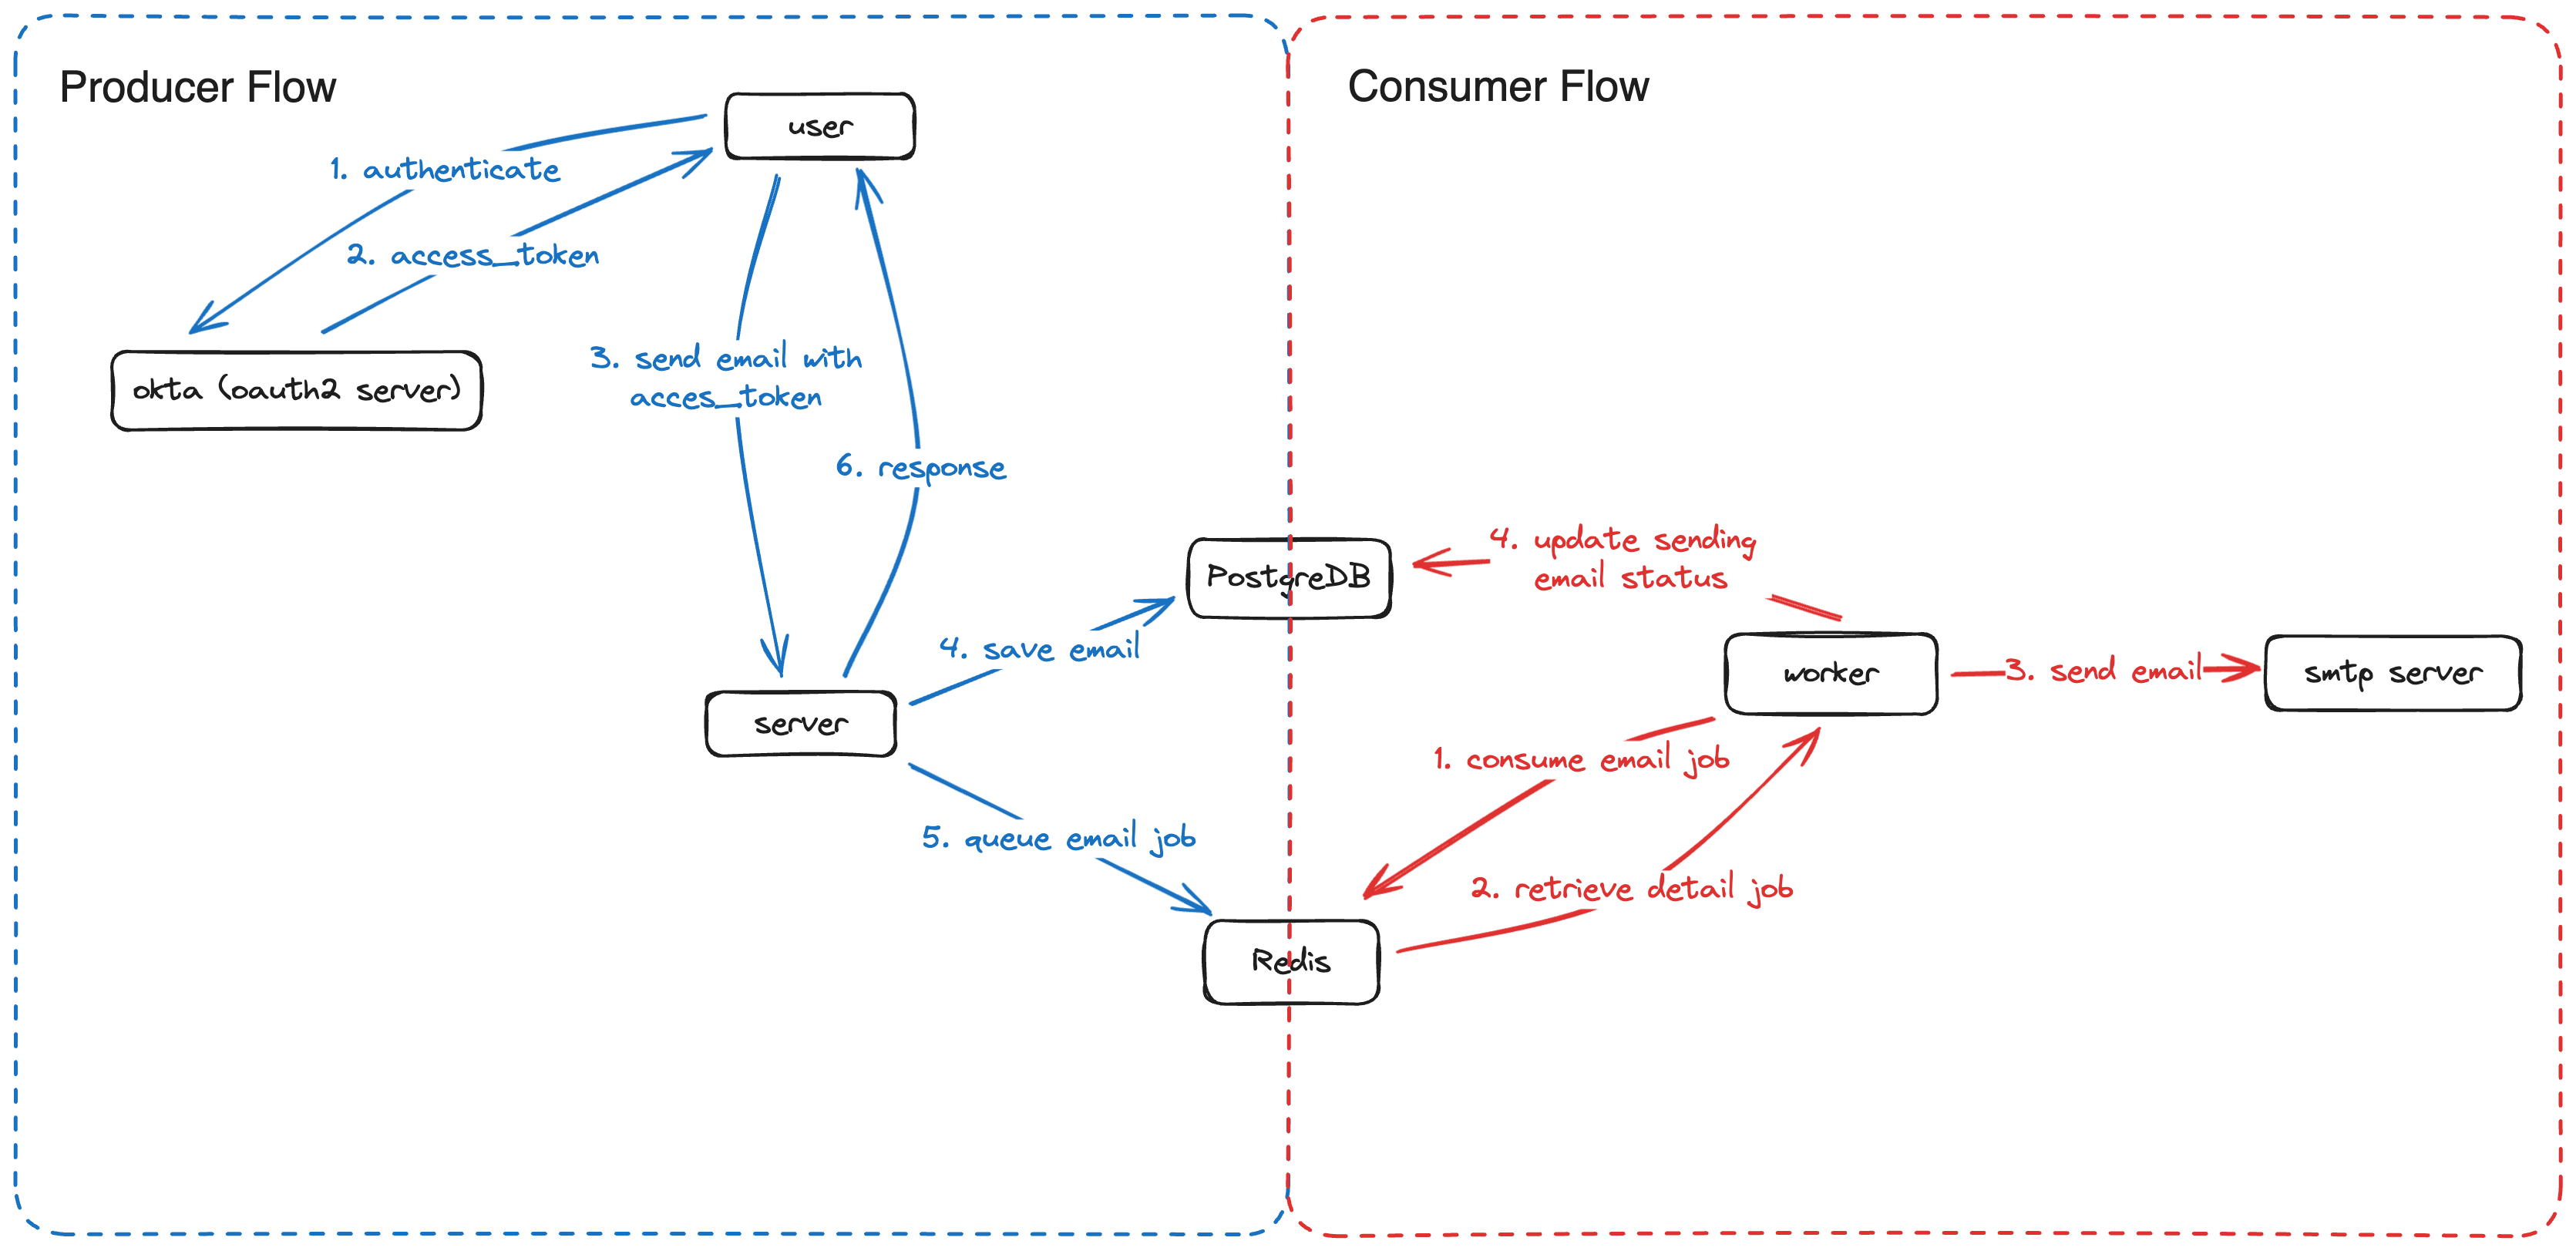 Producer Flow
user
1. authenticate
2. access_token
okta (oauth2 server)
3. send email with
acces_token
6. response
4. save email
server
5. queue email job
PostgreDB
Redis
Consumer Flow
4. update sending
email status
worker
3. send email
smtp server
1. consume email job
2. retrieve detail job